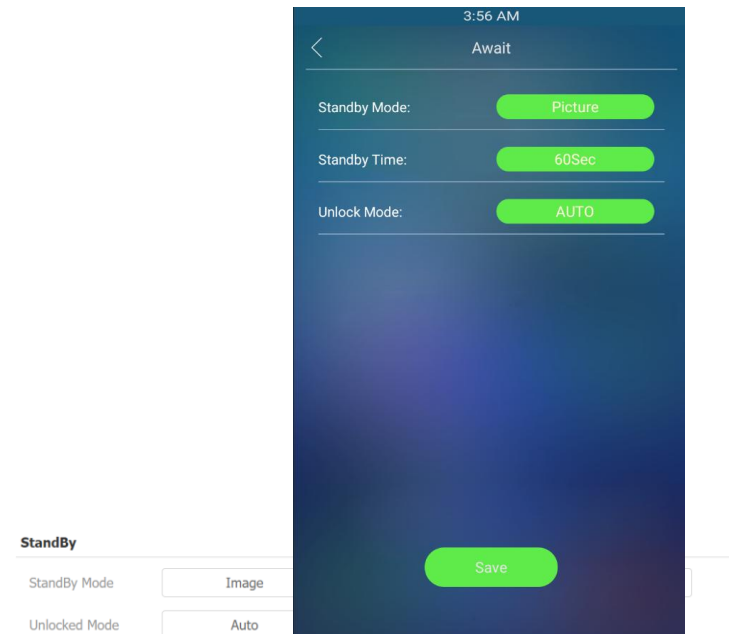 3:56 AM
Await
Standby Mode: Picture
Standby Time: 60Sec
Unlock Mode: AUTO
Save
StandBy
StandBy Mode Image
Unlocked Mode Auto